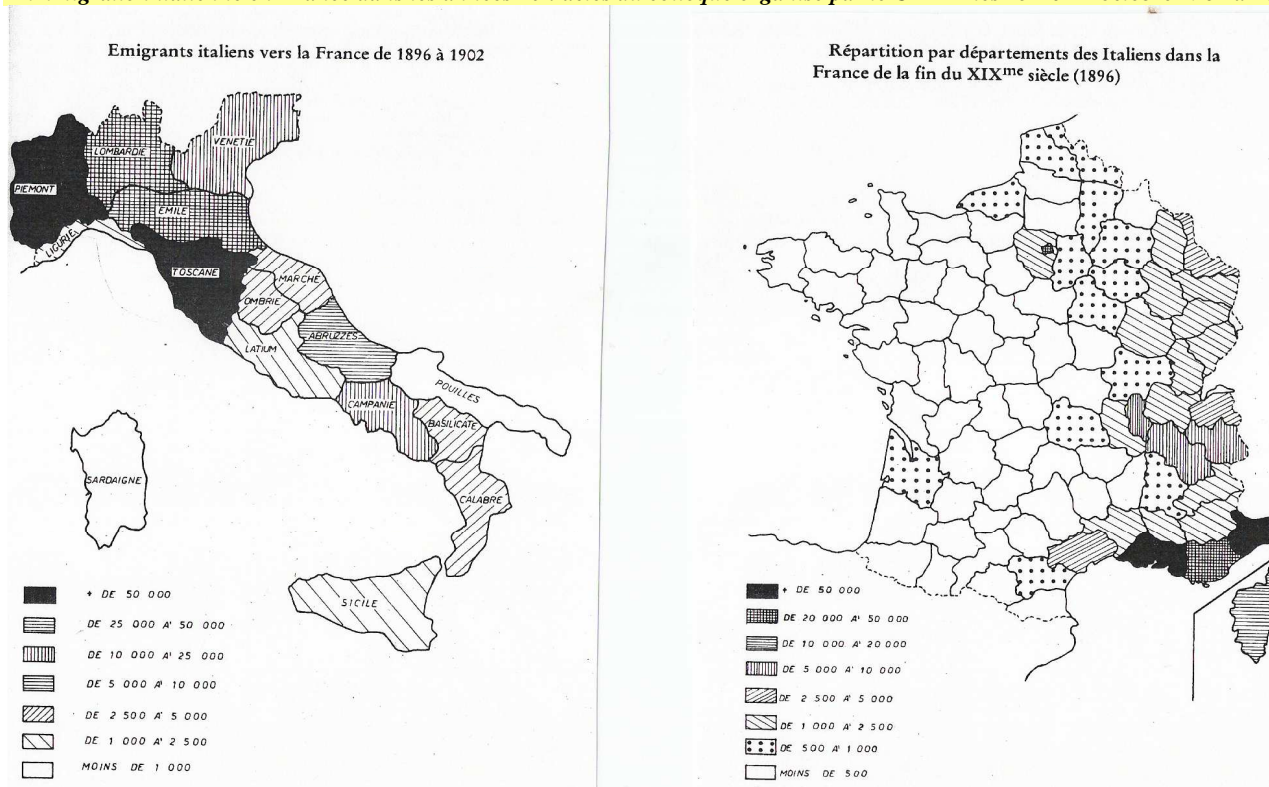 Emigrants italiens vers la France de 1896 à 1902
VENETIE
LOMBARDIE
PIEMONT
EMILE
LIGURIE
TOSCANE
MARCHE
OMBRIE
ABRUZZES
LATIUM
POUILLES
CAMPANIE
BASILICATE
SARDAIGNE
CALABRE
SICILE
+ DE 50 000
DE 25 000 A' 50 000
DE 10 000 A' 25 000
DE 5 000 A' 10 000
DE 2 500 A' 5 000
DE 1 000 A' 2 500
MOINS DE 1 000
Répartition par départements des Italiens dans la
France de la fin du XIXme siècle (1896)
+ DE 50 000
DE 20 000 A' 50 000
DE 10 000 A' 20 000
DE 5 000 A' 10 000
DE 2 500 A' 5 000
DE 1 000 A' 2 500
DE 500 A' 1 000
MOINS DE 500